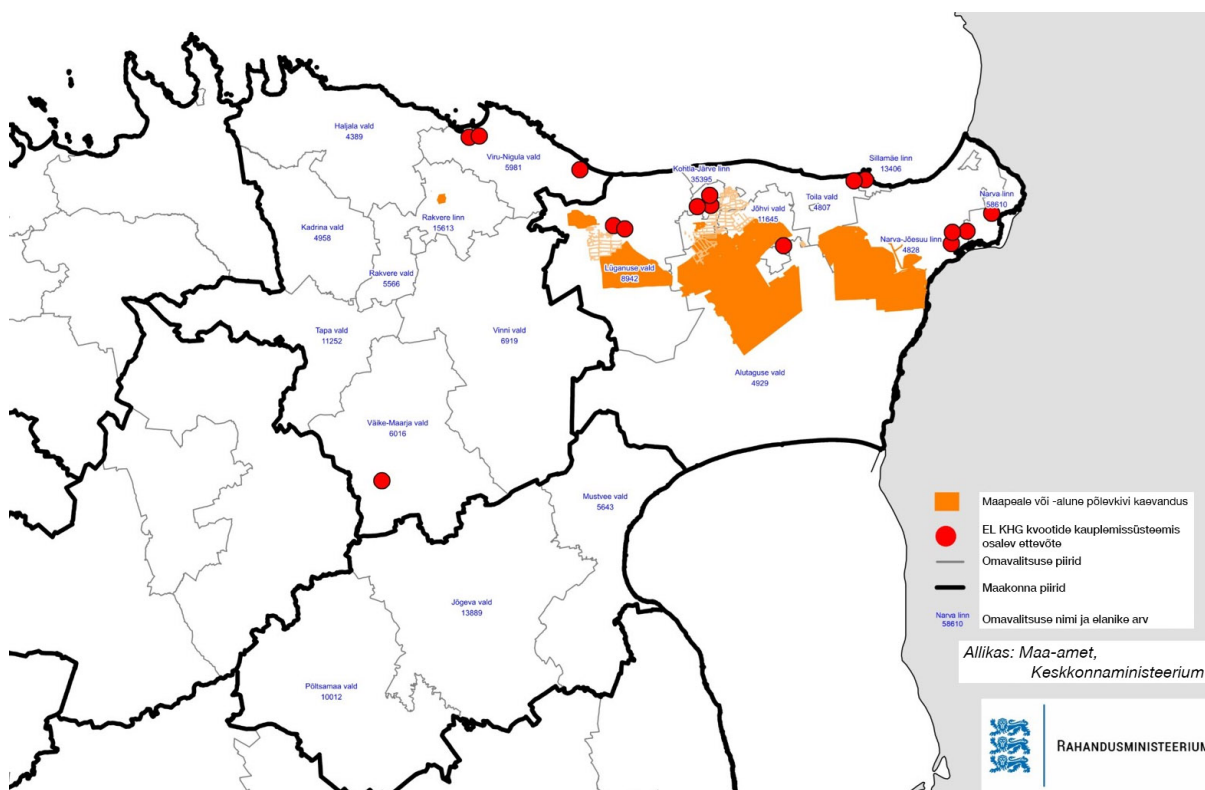 Haljala vald
4389
Viru-Nigula vald
5981
Kohtla-Järve linn
35395
Sillamäe linn
13406
Toila vald
4807
Narva linn
58610
Jõhvi vald
11645
Rakvere linn
15613
Kadrina vald
4958
Narva-Jõesuu linn
4828
Lüganuse vald
8942
Rakvere vald
5566
Tapa vald
11252
Vinni vald
6919
Alutaguse vald
4929
Väike-Maarja vald
6016
Mustvee vald
5643
Jõgeva vald
13889
Põltsamaa vald
10012
Maapeale või -alune põlevkivi kaevandus
EL KHG kvootide kauplemissüsteemis
osalev ettevõte
Omavalitsuse piirid
Maakonna piirid
Narva linn
58610
Omavalitsuse nimi ja elanike arv
Allikas: Maa-amet,
Keskkonnaministeerium
RAHANDUSMINISTEERIUM